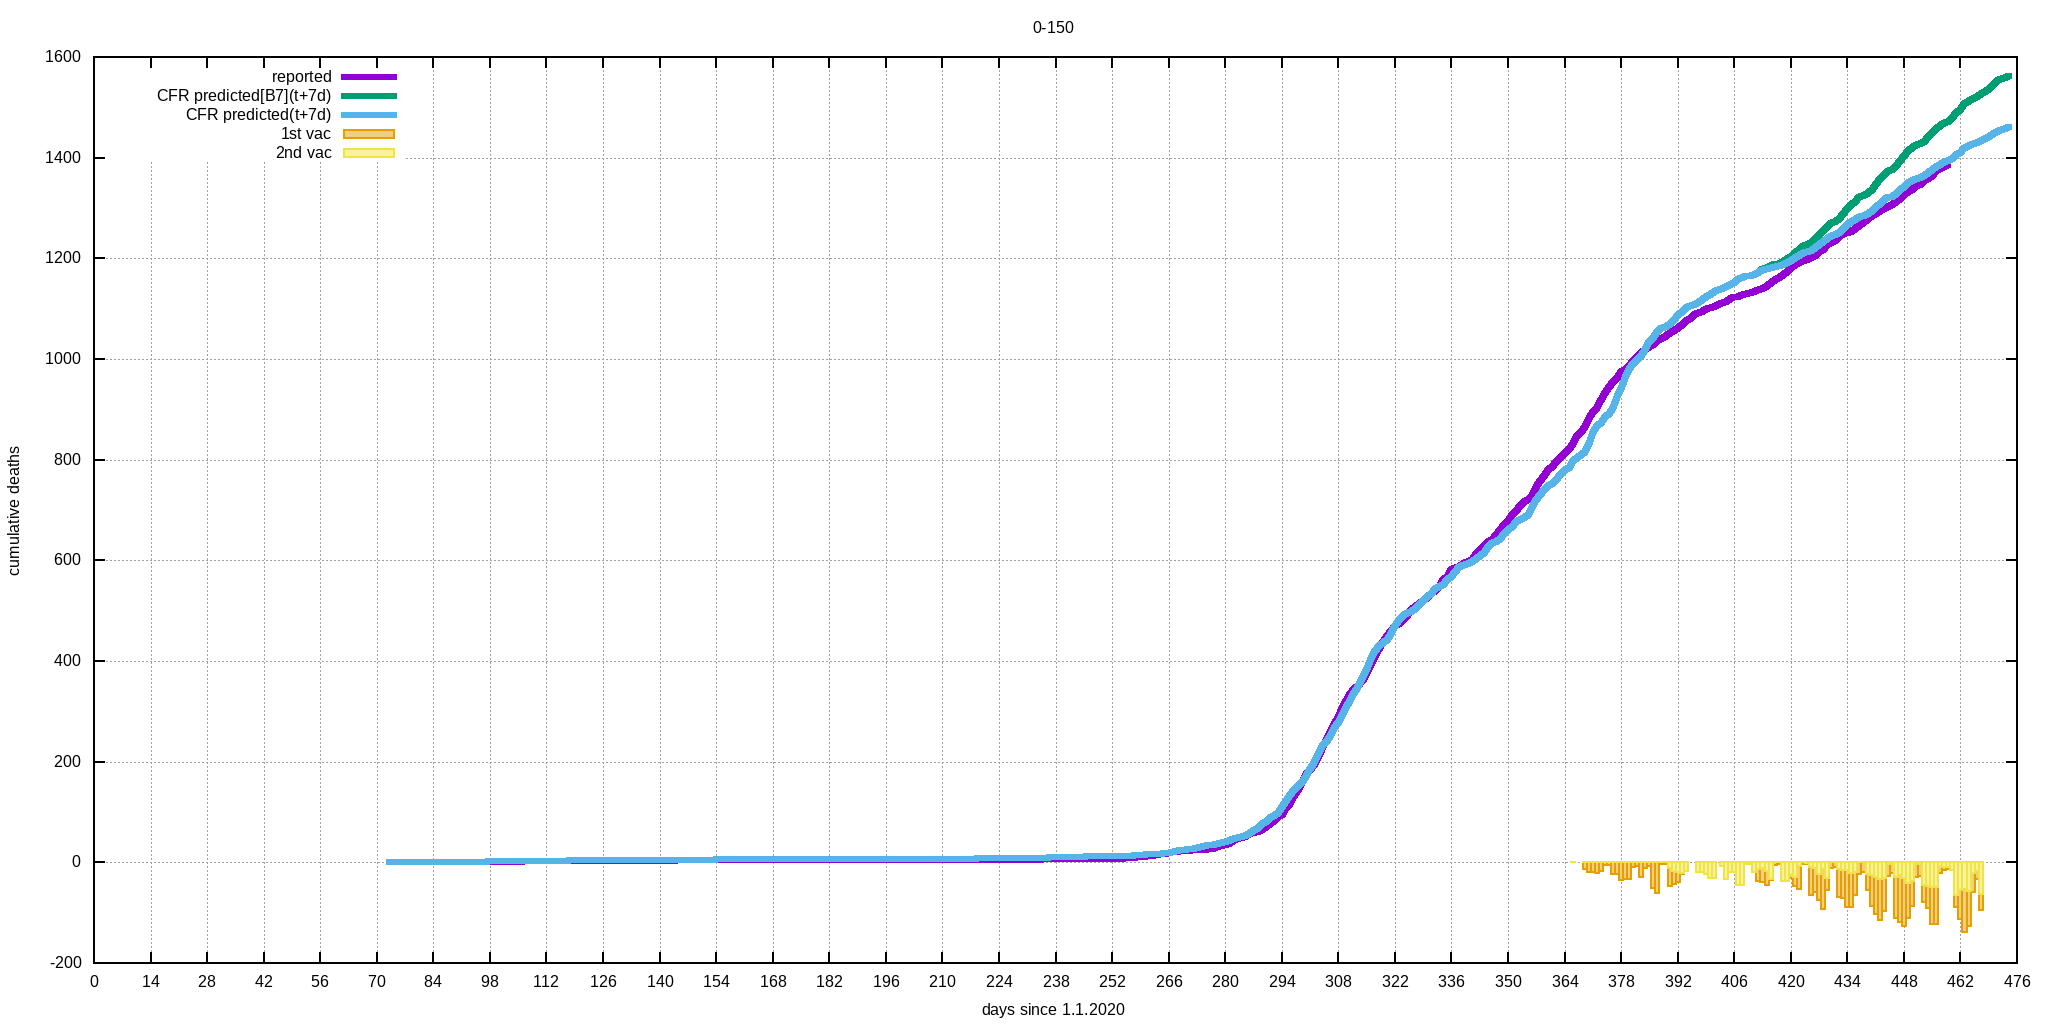 0-150
1600
1400
1200
1000
800
600
400
200
0
-200
cumulative deaths
reported
CFR predicted[B7](t+7d)
CFR predicted(t+7d)
1st vac
2nd vac
0 14 28 42 56 70 84 98 112 126 140 154 168 182 196 210 224 238 252 266 280 294 308 322 336 350 364 378 392 406 420 434 448 462 476
days since 1.1.2020